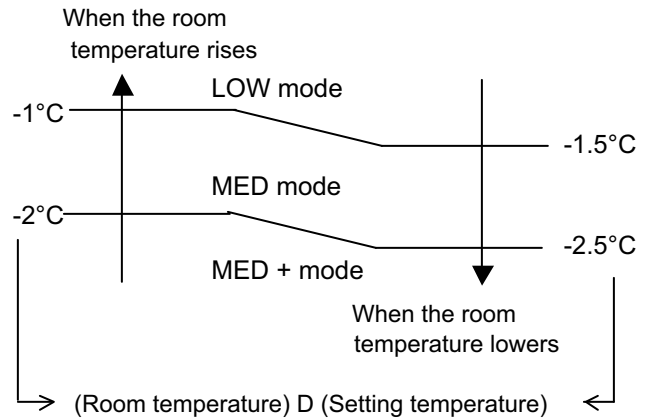 When the room
temperature rises
LOW mode
-1°C
-1.5°C
MED mode
-2°C
-2.5°C
MED + mode
When the room
temperature lowers
(Room temperature) D (Setting temperature)